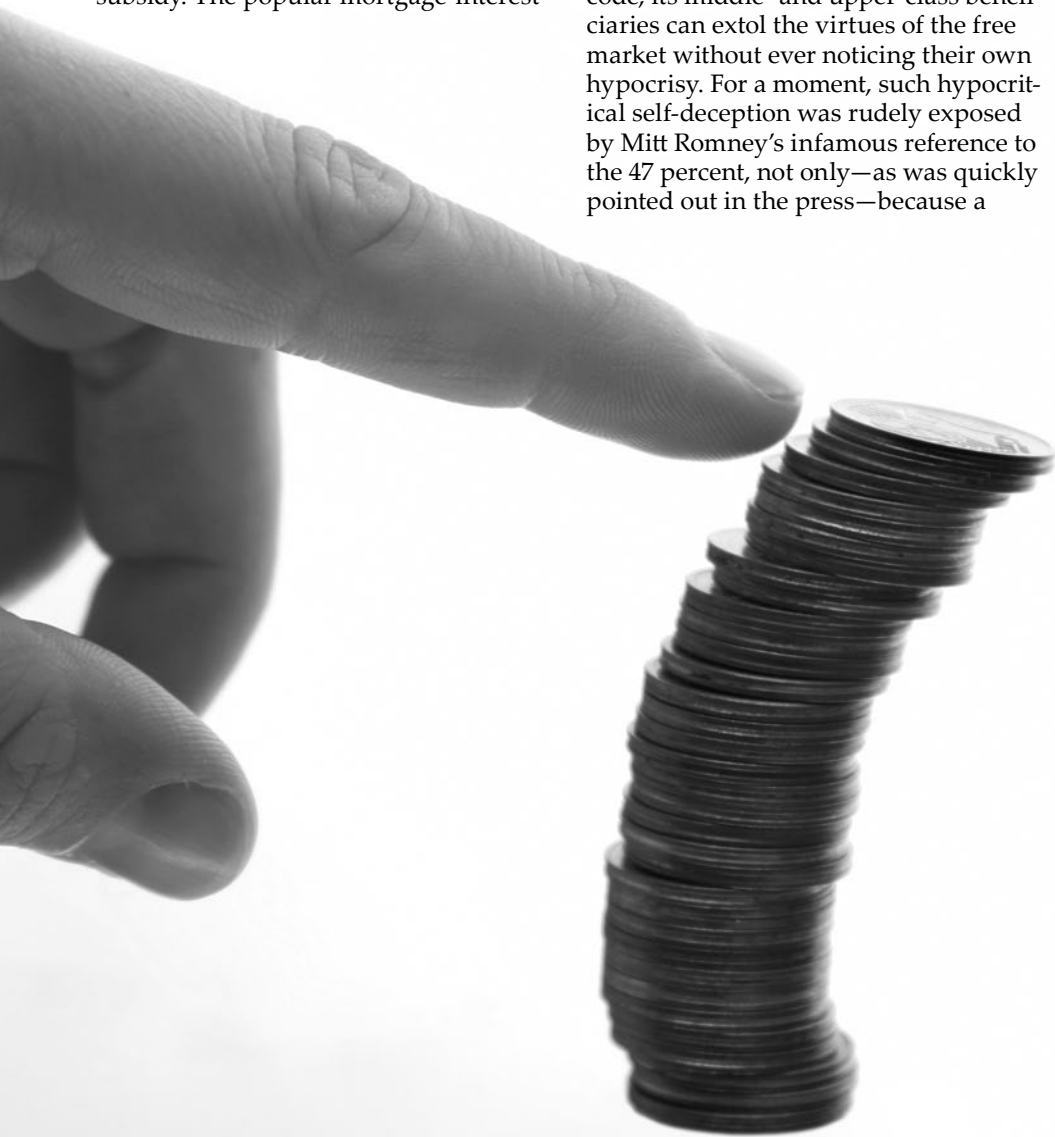 subsidy. The popular mortgage-interest
code, its middle- and upper-class benefi-
ciaries can extol the virtues of the free
market without ever noticing their own
hypocrisy. For a moment, such hypocrit-
ical self-deception was rudely exposed
by Mitt Romney’s infamous reference to
the 47 percent, not only—as was quickly
pointed out in the press—because a